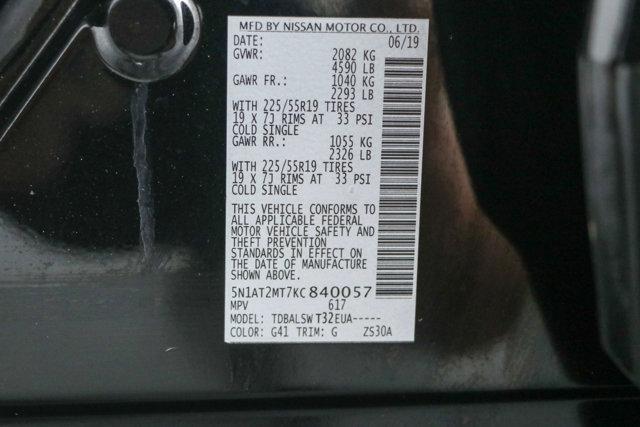 MFD BY NISSAN MOTOR CO., LTD.
DATE: 06/19
GVWR: 2082 KG
4590 LB
GAWR FR.: 1040 KG
2293 LB
WITH 225/55R19 TIRES
19 X 7J RIMS AT 33 PSI
COLD SINGLE
GAWR RR.: 1055 KG
2326 LB
WITH 225/55R19 TIRES
19 X 7J RIMS AT 33 PSI
COLD SINGLE
THIS VEHICLE CONFORMS TO
ALL APPLICABLE FEDERAL
MOTOR VEHICLE SAFETY AND
THEFT PREVENTION
STANDARDS IN EFFECT ON
THE DATE OF MANUFACTURE
SHOWN ABOVE.
5N1AT2MT7KC840057
MPV 617
MODEL: TDBALSW T32EUA-----
COLOR: G41 TRIM: G ZS30A